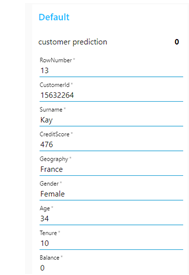 Default
customer prediction 0
RowNumber *
13
CustomerId *
15632264
Surname *
Kay
CreditScore *
476
Geography *
France
Gender *
Female
Age *
34
Tenure *
10
Balance *
0